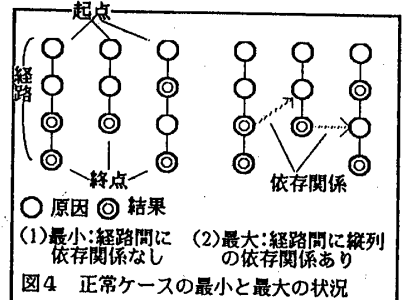 起点
経路
終点
依存関係
○ 原因 ◎ 結果
(1)最小:経路間に
依存関係なし
(2)最大:経路間に縦列
の依存関係あり
図4 正常ケースの最小と最大の状況